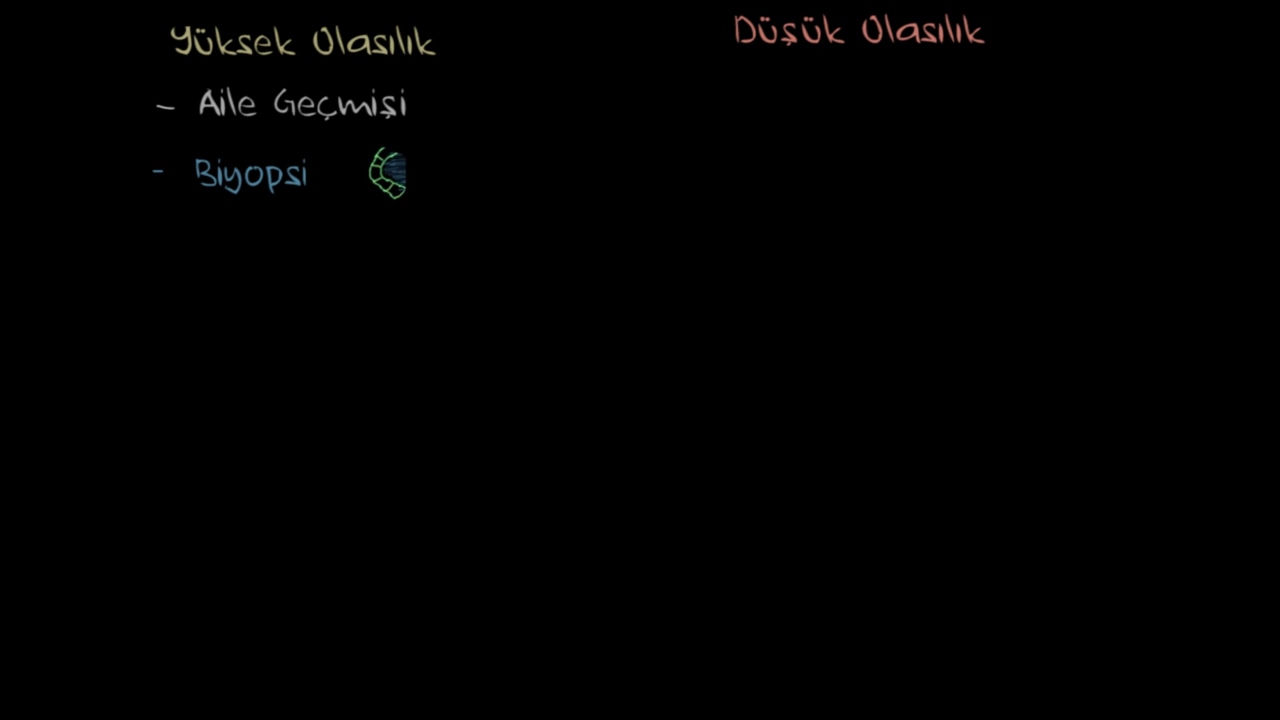 Yüksek Olasılık
Düşük Olasılık
- Aile Geçmişi
- Biyopsi